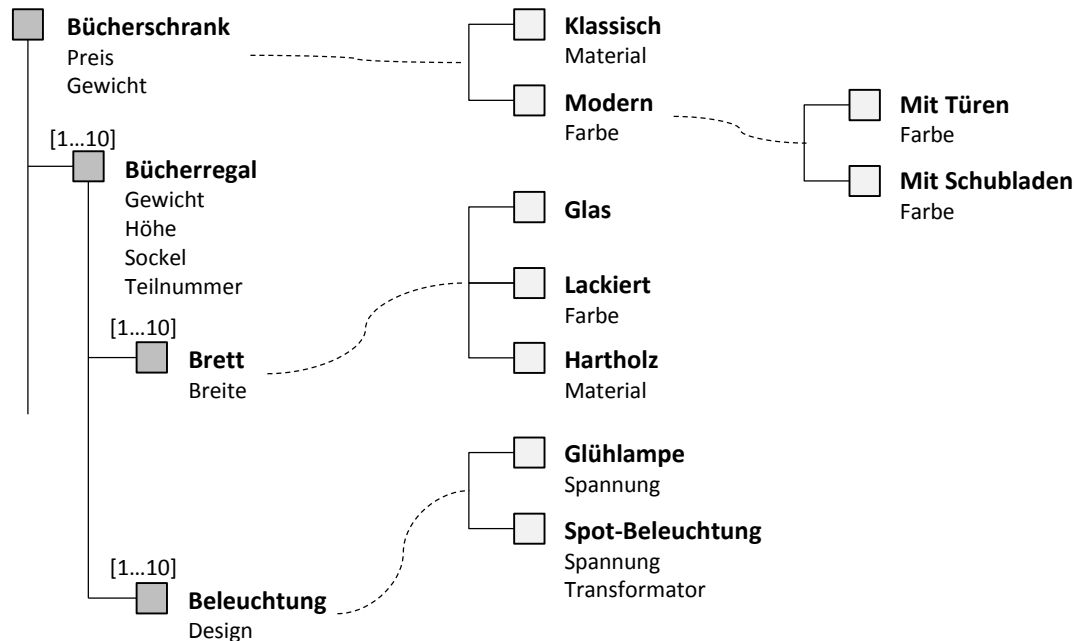 Bücherschrank
Preis
Gewicht
[1...10]
Bücherregal
Gewicht
Höhe
Sockel
Teilnummer
[1...10]
Brett
Breite
[1...10]
Beleuchtung
Design
Klassisch
Material
Modern
Farbe
Mit Türen
Farbe
Mit Schubladen
Farbe
Glas
Lackiert
Farbe
Hartholz
Material
Glühlampe
Spannung
Spot-Beleuchtung
Spannung
Transformator